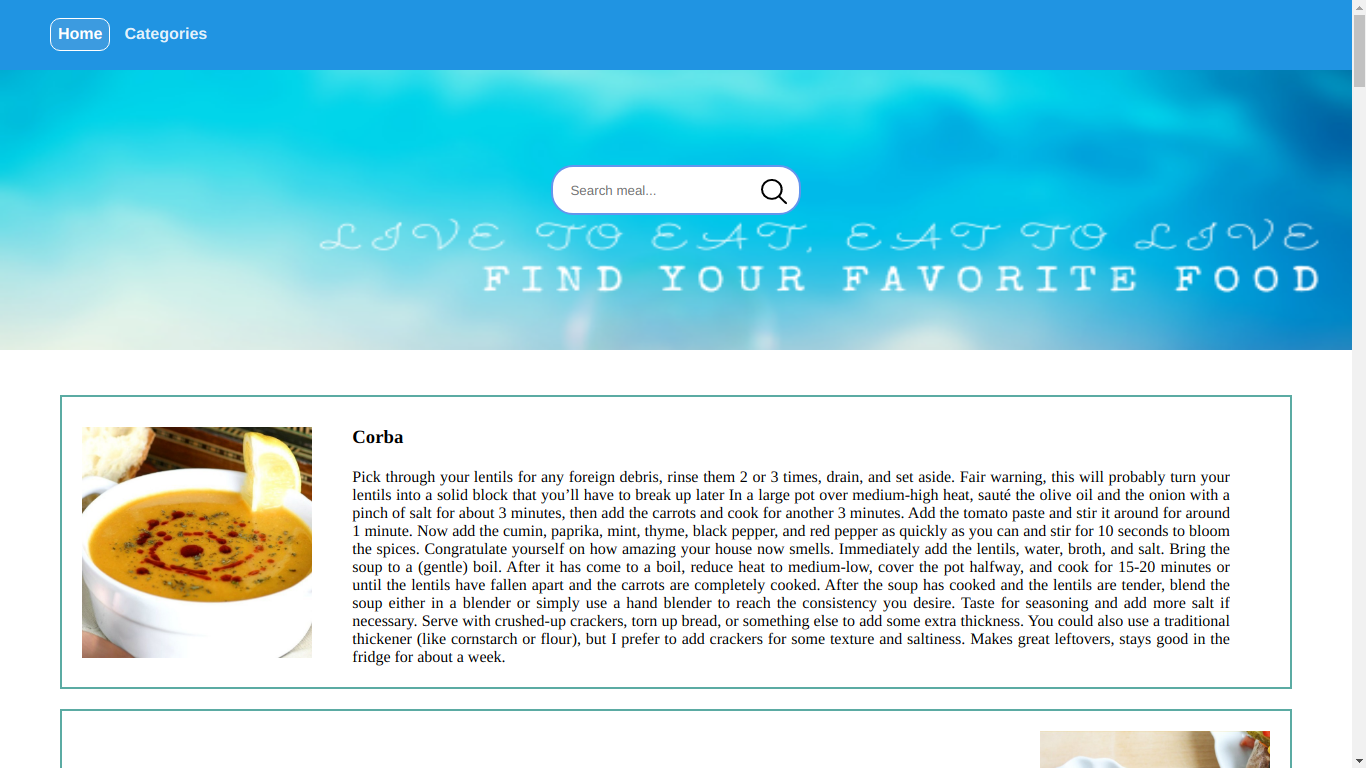 Home Categories
Search meal...
LIVE TO EAT, EAT TO LIVE
FIND YOUR FAVORITE FOOD
Corba
Pick through your lentils for any foreign debris, rinse them 2 or 3 times, drain, and set aside. Fair warning, this will probably turn your
lentils into a solid block that you’ll have to break up later In a large pot over medium-high heat, sauté the olive oil and the onion with a
pinch of salt for about 3 minutes, then add the carrots and cook for another 3 minutes. Add the tomato paste and stir it around for around
1 minute. Now add the cumin, paprika, mint, thyme, black pepper, and red pepper as quickly as you can and stir for 10 seconds to bloom
the spices. Congratulate yourself on how amazing your house now smells. Immediately add the lentils, water, broth, and salt. Bring the
soup to a (gentle) boil. After it has come to a boil, reduce heat to medium-low, cover the pot halfway, and cook for 15-20 minutes or
until the lentils have fallen apart and the carrots are completely cooked. After the soup has cooked and the lentils are tender, blend the
soup either in a blender or simply use a hand blender to reach the consistency you desire. Taste for seasoning and add more salt if
necessary. Serve with crushed-up crackers, torn up bread, or something else to add some extra thickness. You could also use a traditional
thickener (like cornstarch or flour), but I prefer to add crackers for some texture and saltiness. Makes great leftovers, stays good in the
fridge for about a week.